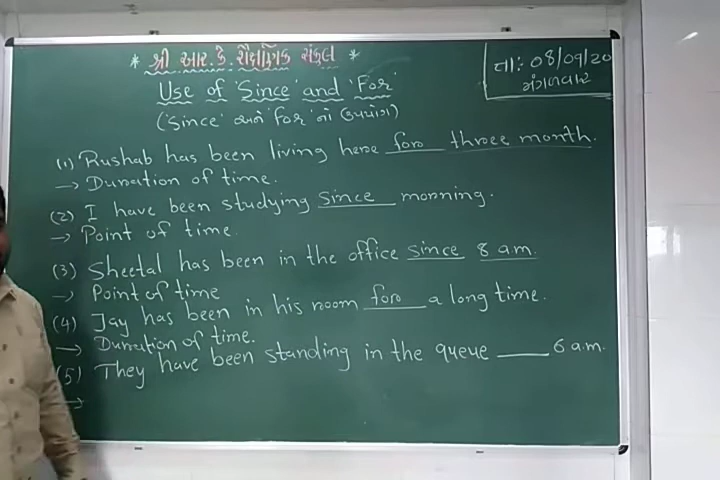 * શ્રી આર. કે. શૈક્ષણિક સંકુલ *
તા: 08/09/20
મંગળવાર
Use of 'Since' and 'For'
('Since' અને 'For' નો ઉપયોગ)
(1) Rushab has been living here for three month.
→ Duration of time.
(2) I have been studying since morning.
→ Point of time.
(3) Sheetal has been in the office since 8 a.m.
→ Point of time
(4) Jay has been in his room for a long time.
→ Duration of time.
(5) They have been standing in the queue ____ 6 a.m.
→